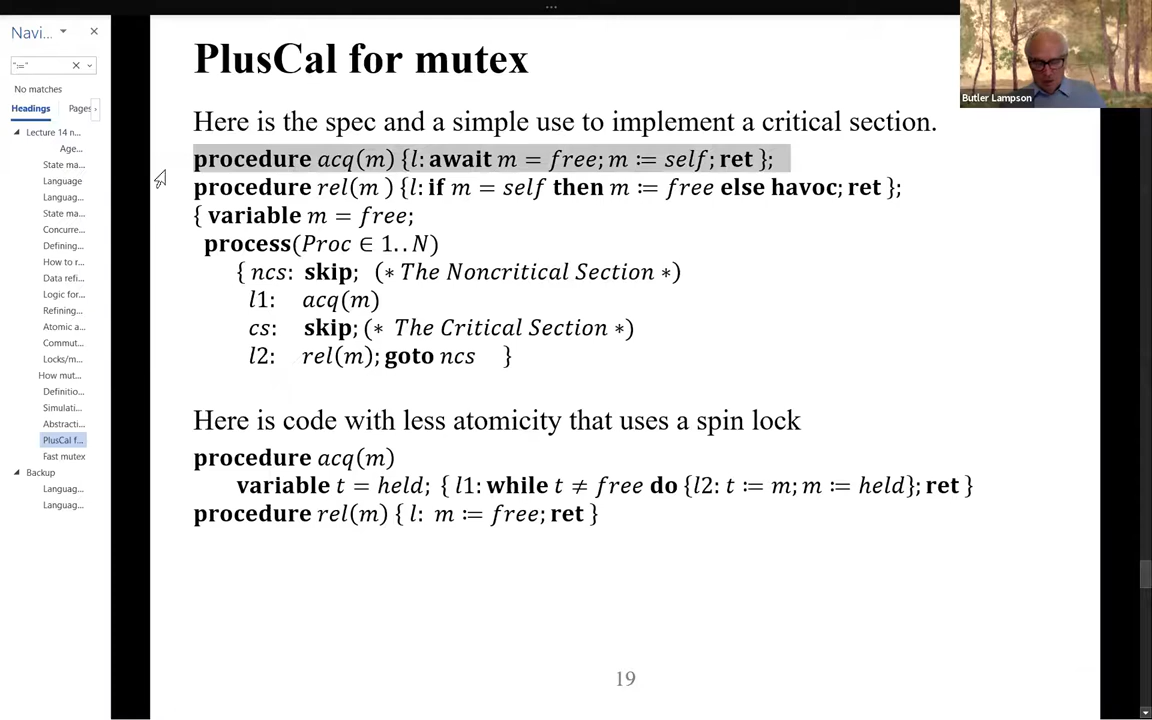 ...
Navi...
":="
No matches
Headings
Pages
Lecture 14 n...
Age...
State ma...
Language
Languag...
State ma...
Concurre...
Defining...
How to r...
Data refi...
Logic for...
Refining...
Atomic a...
Commut...
Locks/m...
How mut...
Definitio...
Simulati...
Abstracti...
PlusCal f...
Fast mutex
Backup
Languag...
Languag...
PlusCal for mutex
Here is the spec and a simple use to implement a critical section.
procedure acq(m) {l: await m = free; m := self; ret };
procedure rel(m ) {l: if m = self then m := free else havoc; ret };
{ variable m = free;
process(Proc ∈ 1..N)
{ ncs: skip; (∗ The Noncritical Section ∗)
l1: acq(m)
cs: skip; (∗ The Critical Section ∗)
l2: rel(m); goto ncs }
Here is code with less atomicity that uses a spin lock
procedure acq(m)
variable t = held; { l1: while t ≠ free do {l2: t := m; m := held}; ret }
procedure rel(m) { l: m := free; ret }
19
Butler Lampson